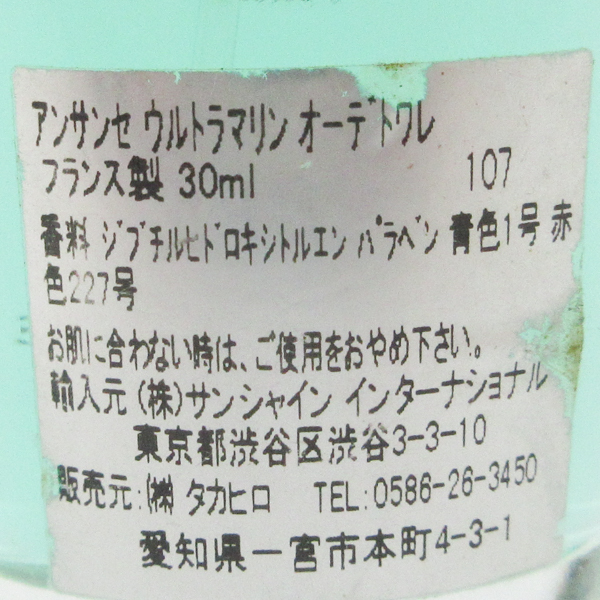 アンサンセ ウルトラマリン オーデトワレ
フランス製 30ml 107
香料 ジブチルヒドロキシトルエン パラベン 青色1号 赤
色227号
お肌に合わない時は、ご使用をおやめ下さい。
輸入元 (株)サンシャイン インターナショナル
東京都渋谷区渋谷3-3-10
販売元:(株) タカヒロ TEL:0586-26-3450
愛知県一宮市本町4-3-1